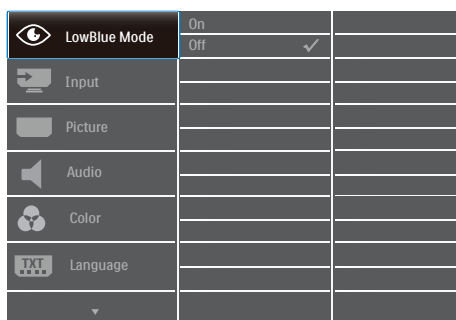 LowBlue Mode
On
Off
Input
Picture
Audio
Color
TXT
Language